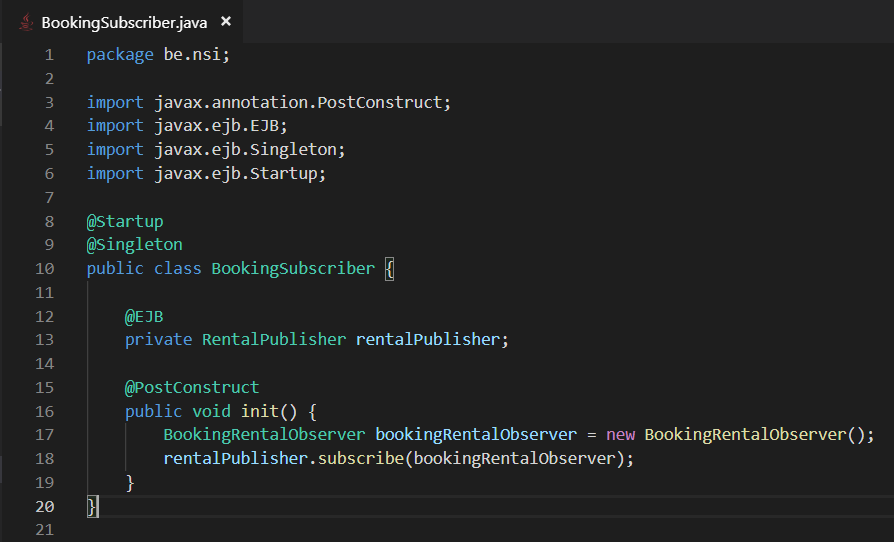 BookingSubscriber.java ×
1 package be.nsi;
2
3 import javax.annotation.PostConstruct;
4 import javax.ejb.EJB;
5 import javax.ejb.Singleton;
6 import javax.ejb.Startup;
7
8 @Startup
9 @Singleton
10 public class BookingSubscriber {
11
12 @EJB
13 private RentalPublisher rentalPublisher;
14
15 @PostConstruct
16 public void init() {
17 BookingRentalObserver bookingRentalObserver = new BookingRentalObserver();
18 rentalPublisher.subscribe(bookingRentalObserver);
19 }
20 }
21